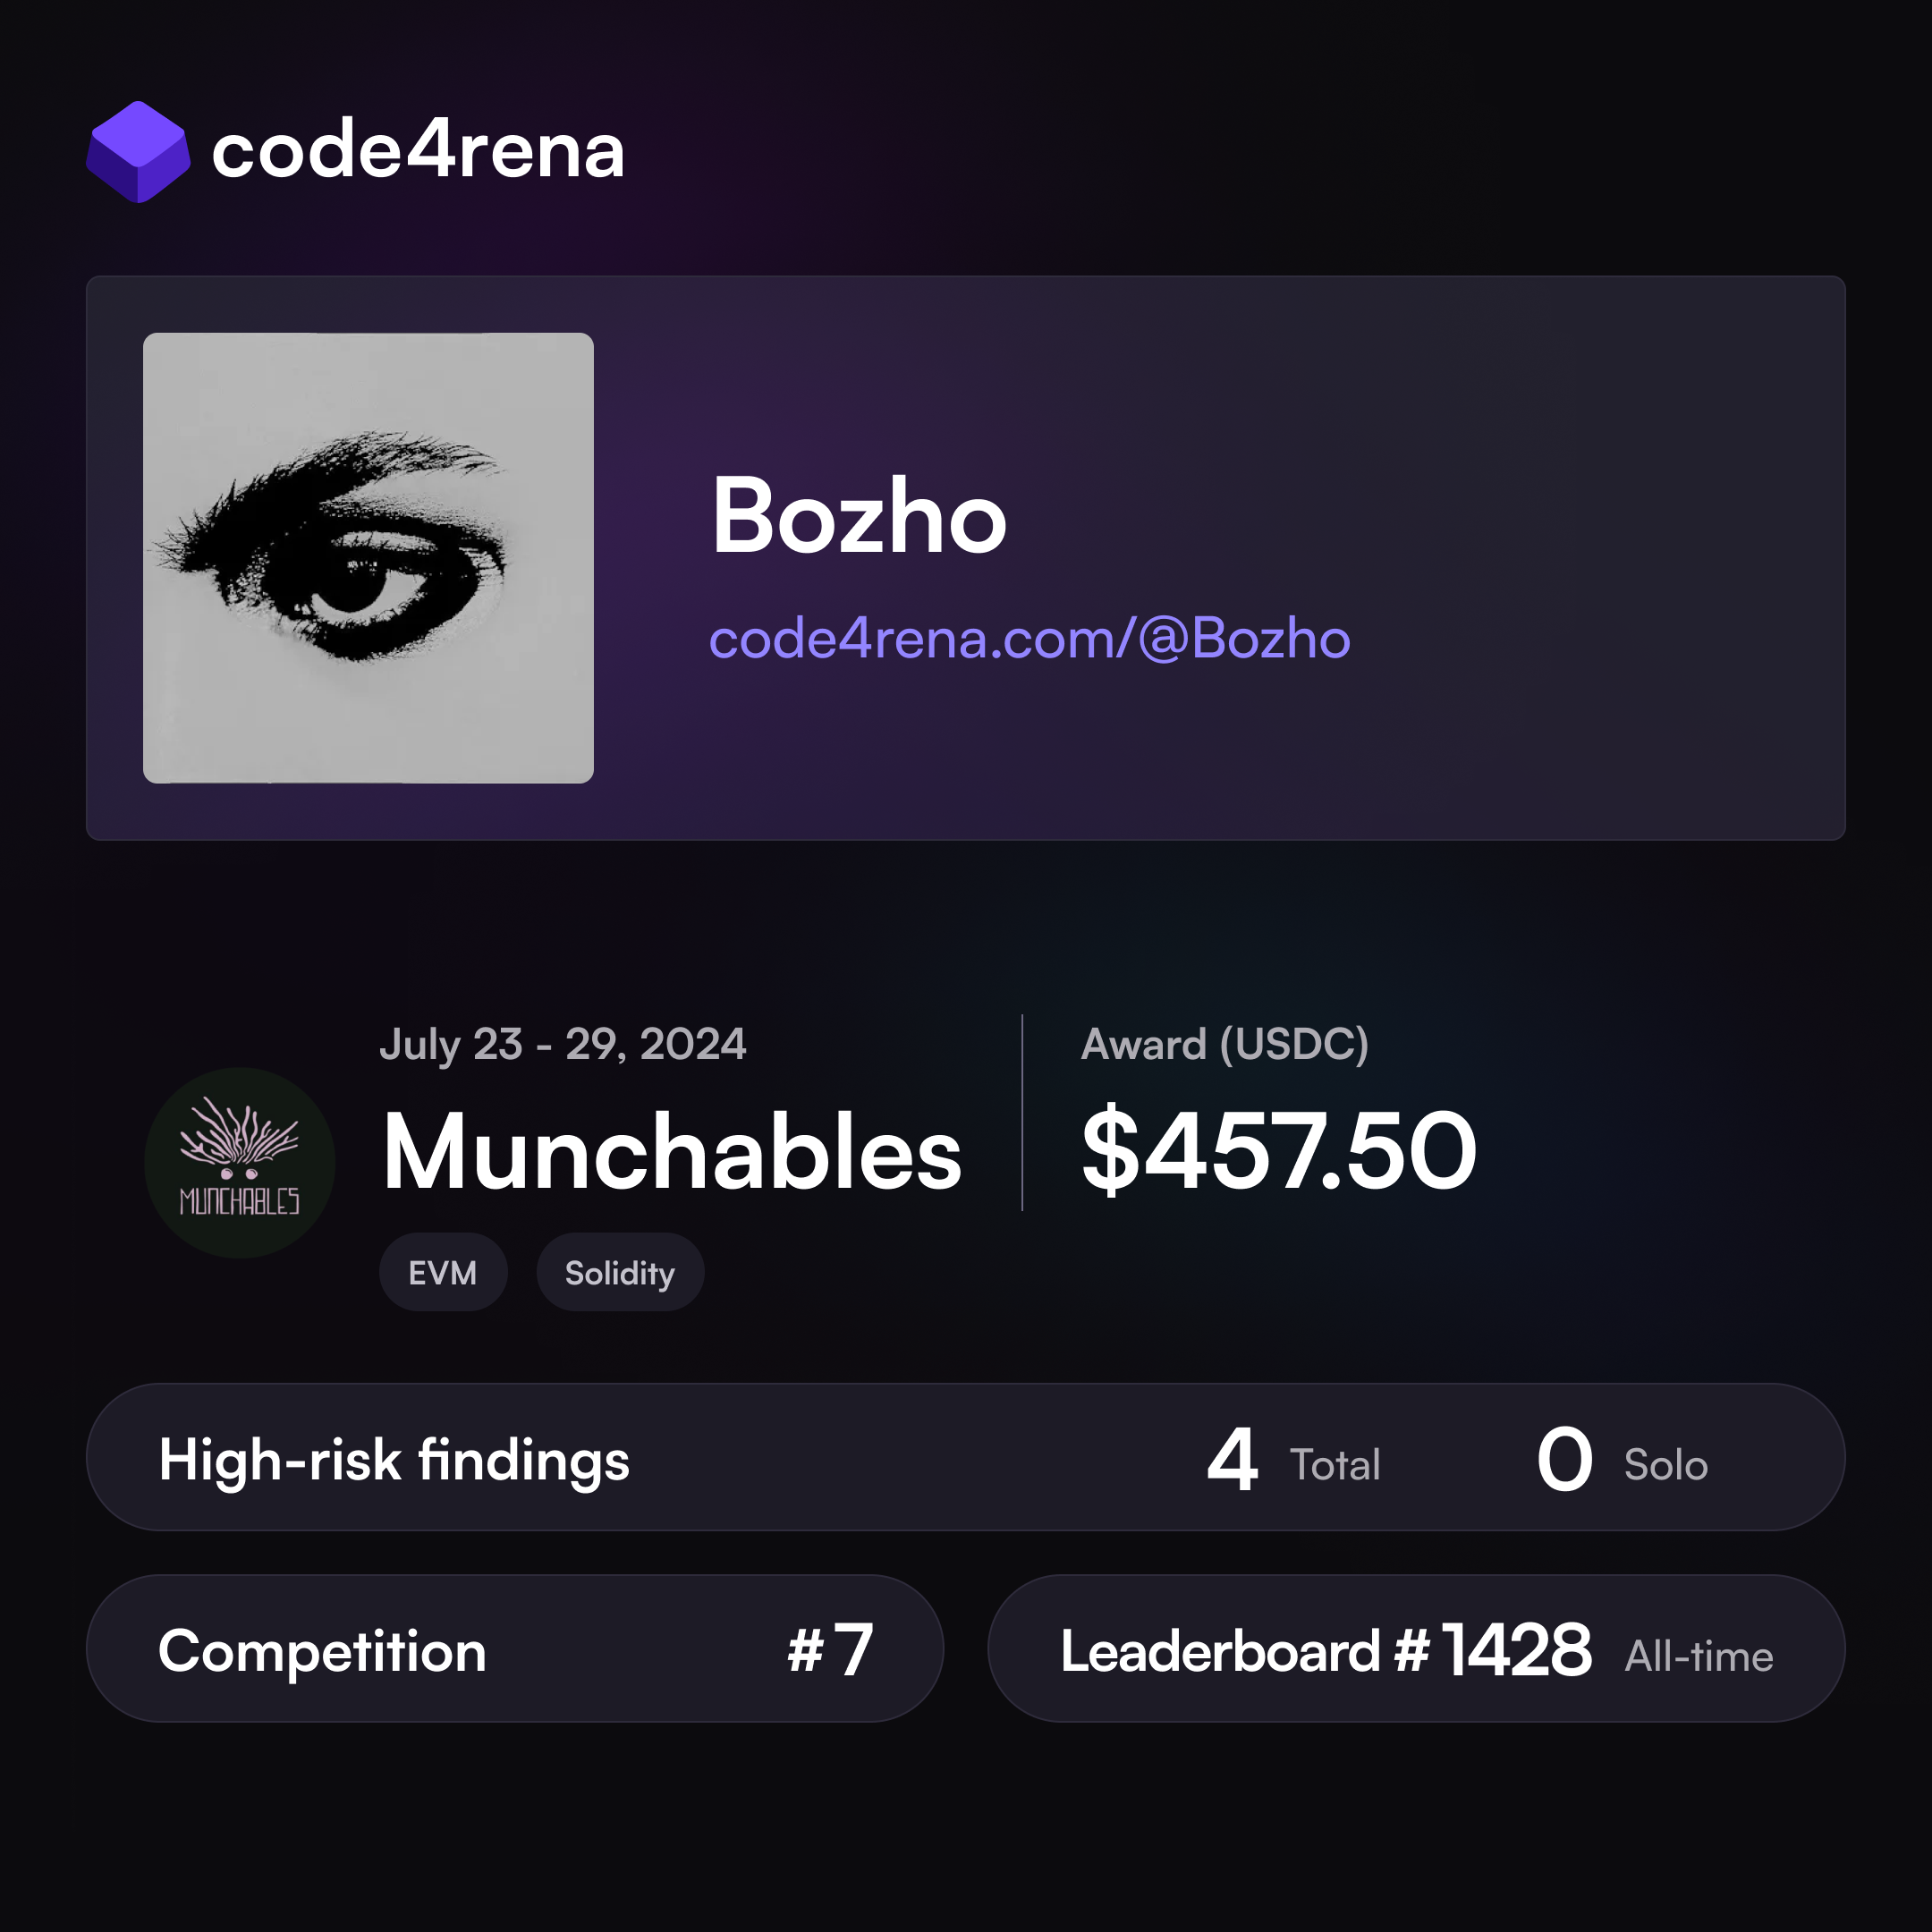 code4rena
Bozho
code4rena.com/@Bozho
July 23 - 29, 2024
Munchables
Award (USDC)
$457.50
MUNCHABLES
EVM Solidity
High-risk findings 4 Total 0 Solo
Competition #7
Leaderboard #1428 All-time